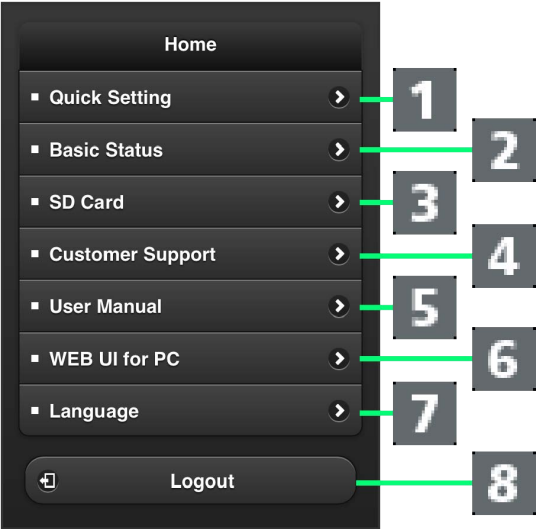 Home
Quick Setting 1
Basic Status 2
SD Card 3
Customer Support 4
User Manual 5
WEB UI for PC 6
Language 7
Logout 8